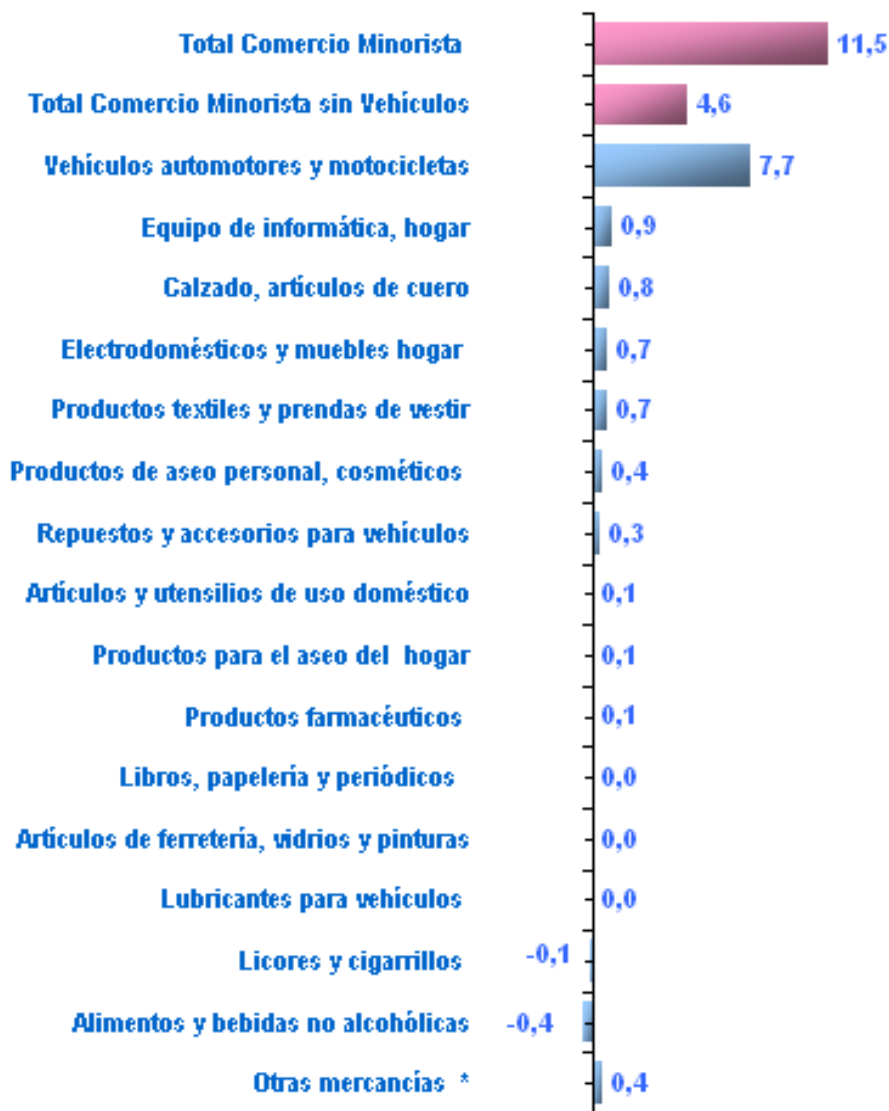 Total Comercio Minorista 11,5
Total Comercio Minorista sin Vehículos 4,6
Vehículos automotores y motocicletas 7,7
Equipo de informática, hogar 0,9
Calzado, artículos de cuero 0,8
Electrodomésticos y muebles hogar 0,7
Productos textiles y prendas de vestir 0,7
Productos de aseo personal, cosméticos 0,4
Repuestos y accesorios para vehículos 0,3
Artículos y utensilios de uso doméstico 0,1
Productos para el aseo del hogar 0,1
Productos farmacéuticos 0,1
Libros, papelería y periódicos 0,0
Artículos de ferretería, vidrios y pinturas 0,0
Lubricantes para vehículos 0,0
Licores y cigarrillos -0,1
Alimentos y bebidas no alcohólicas -0,4
Otras mercancías * 0,4